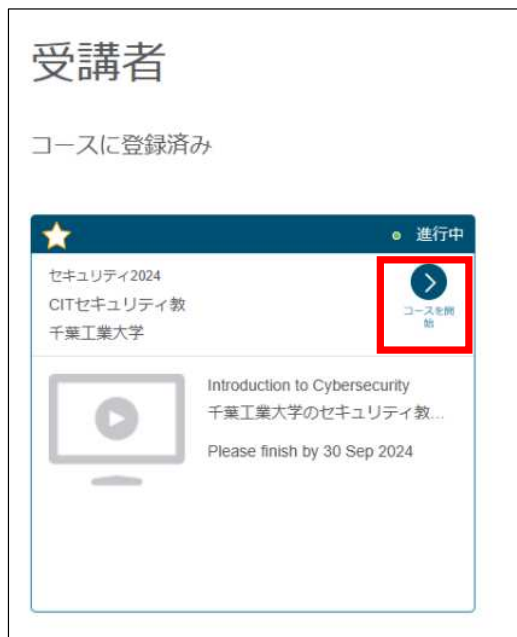 受講者
コースに登録済み
進行中
セキュリティ2024
CITセキュリティ教
千葉工業大学
コースを開
始
Introduction to Cybersecurity
千葉工業大学のセキュリティ教...
Please finish by 30 Sep 2024